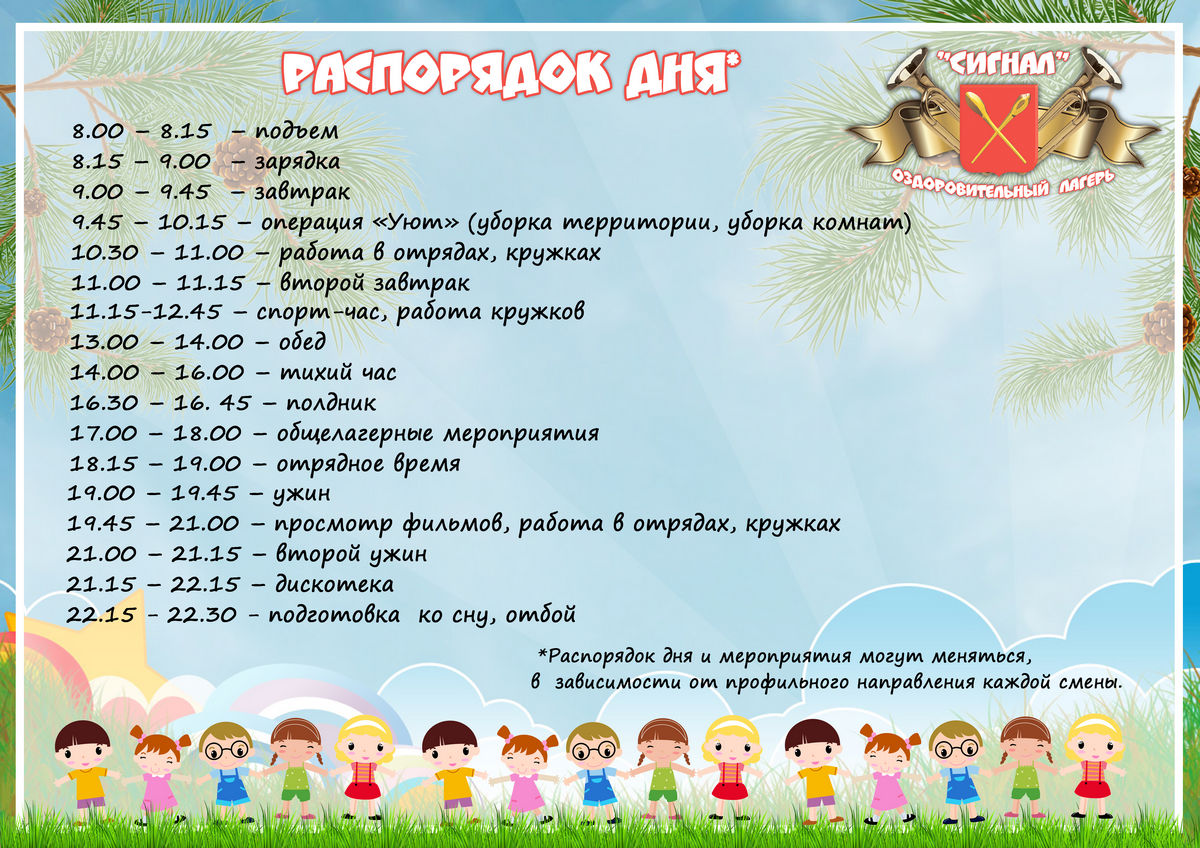 РАСПОРЯДОК ДНЯ*
"СИГНАЛ"
ОЗДОРОВИТЕЛЬНЫЙ ЛАГЕРЬ
8.00 – 8.15 – подъем
8.15 – 9.00 – зарядка
9.00 – 9.45 – завтрак
9.45 – 10.15 – операция «Уют» (уборка территории, уборка комнат)
10.30 – 11.00 – работа в отрядах, кружках
11.00 – 11.15 – второй завтрак
11.15-12.45 – спорт-час, работа кружков
13.00 – 14.00 – обед
14.00 – 16.00 – тихий час
16.30 – 16. 45 – полдник
17.00 – 18.00 – общелагерные мероприятия
18.15 – 19.00 – отрядное время
19.00 – 19.45 – ужин
19.45 – 21.00 – просмотр фильмов, работа в отрядах, кружках
21.00 – 21.15 – второй ужин
21.15 – 22.15 – дискотека
22.15 - 22.30 - подготовка ко сну, отбой
*Распорядок дня и мероприятия могут меняться,
в зависимости от профильного направления каждой смены.